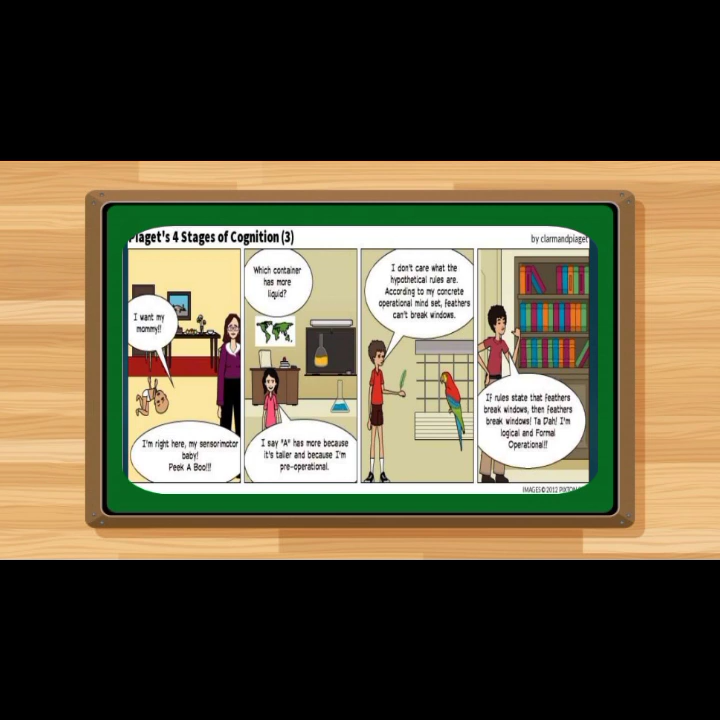 Piaget's 4 Stages of Cognition (3)
by clarmandpiaget
I want my
mommy!!
I'm right here, my sensorimotor
baby!
Peek A Boo!!!
Which container
has more
liquid?
I say "A" has more because
it's taller and because I'm
pre-operational.
I don't care what the
hypothetical rules are.
According to my concrete
operational mind set, feathers
can't break windows.
If rules state that feathers
break windows, then feathers
break windows! Ta Dah! I'm
logical and Formal
Operational!!
IMAGES©2012